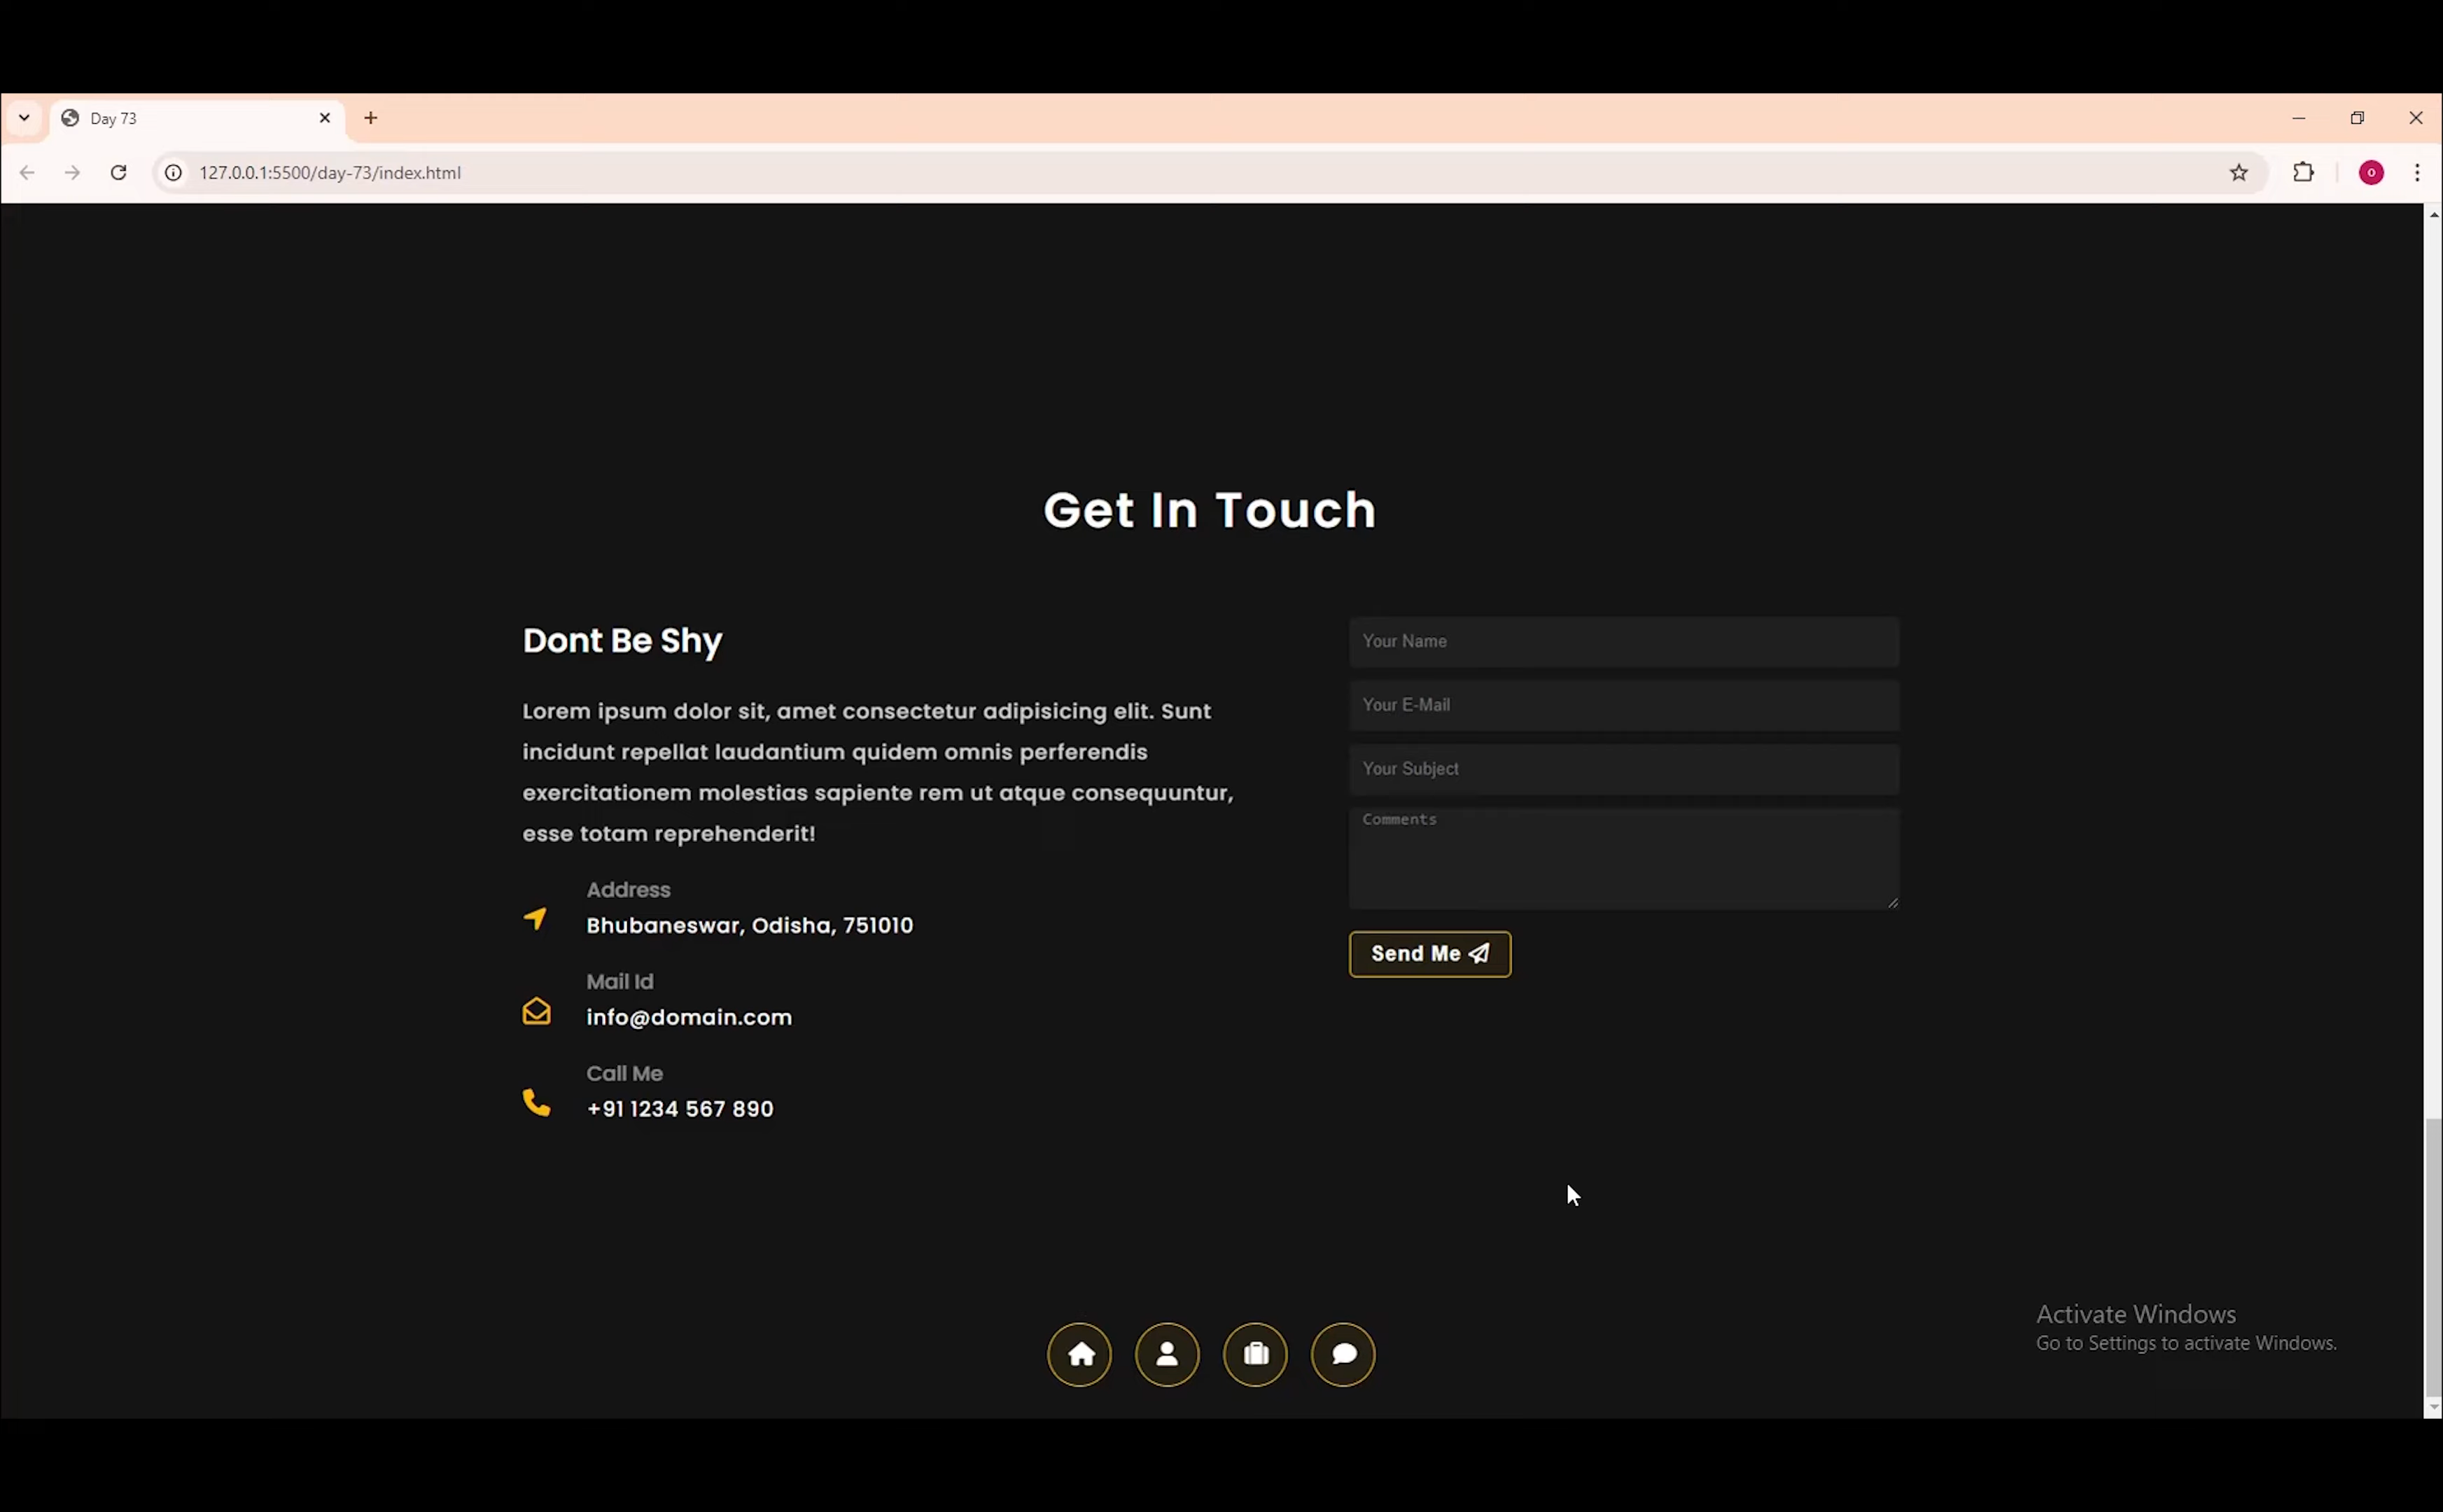 Day 73
127.0.0.1:5500/day-73/index.html
o
Get In Touch
Dont Be Shy
Lorem ipsum dolor sit, amet consectetur adipisicing elit. Sunt
incidunt repellat laudantium quidem omnis perferendis
exercitationem molestias sapiente rem ut atque consequuntur,
esse totam reprehenderit!
Address
Bhubaneswar, Odisha, 751010
Mail Id
info@domain.com
Call Me
+91 1234 567 890
Your Name
Your E-Mail
Your Subject
Comments
Send Me
Activate Windows
Go to Settings to activate Windows.